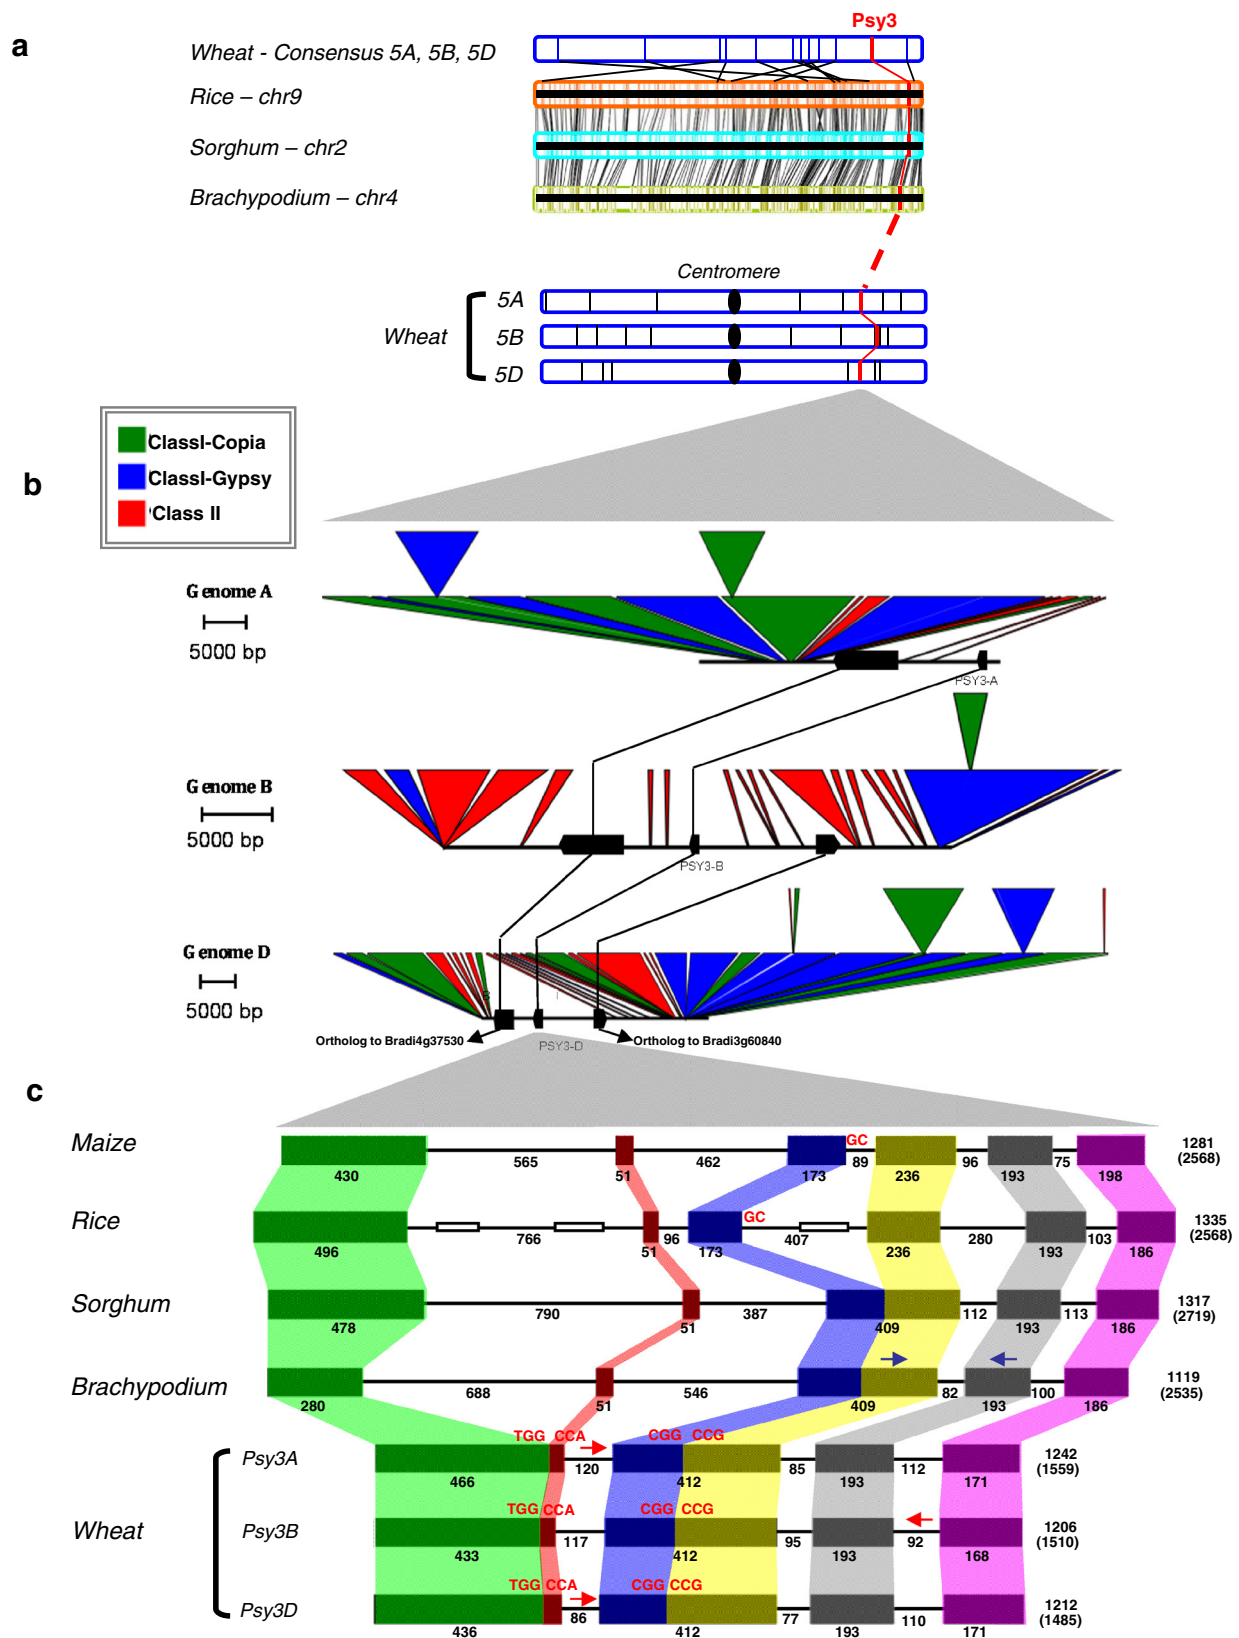 a
Psy3
Wheat - Consensus 5A, 5B, 5D
Rice – chr9
Sorghum – chr2
Brachypodium – chr4
Centromere
Wheat
5A
5B
5D
ClassI-Copia
ClassI-Gypsy
Class II
b
Genome A
5000 bp
PSY3-A
Genome B
5000 bp
PSY3-B
Genome D
5000 bp
Ortholog to Bradi4g37530
PSY3-D
Ortholog to Bradi3g60840
c
Maize
430 565 51 462 173 GC 89 236 96 193 75 198 1281
(2568)
Rice
496 766 51 96 173 GC 407 236 280 193 103 186 1335
(2568)
Sorghum
478 790 51 387 409 112 193 113 186 1317
(2719)
Brachypodium
280 688 51 546 409 82 193 100 186 1119
(2535)
Wheat
TGG CCA CGG CCG
Psy3A
466 120 412 85 193 112 171 1242
(1559)
TGG CCA CGG CCG
Psy3B
433 117 412 95 193 92 168 1206
(1510)
TGG CCA CGG CCG
Psy3D
436 86 412 77 193 110 171 1212
(1485)